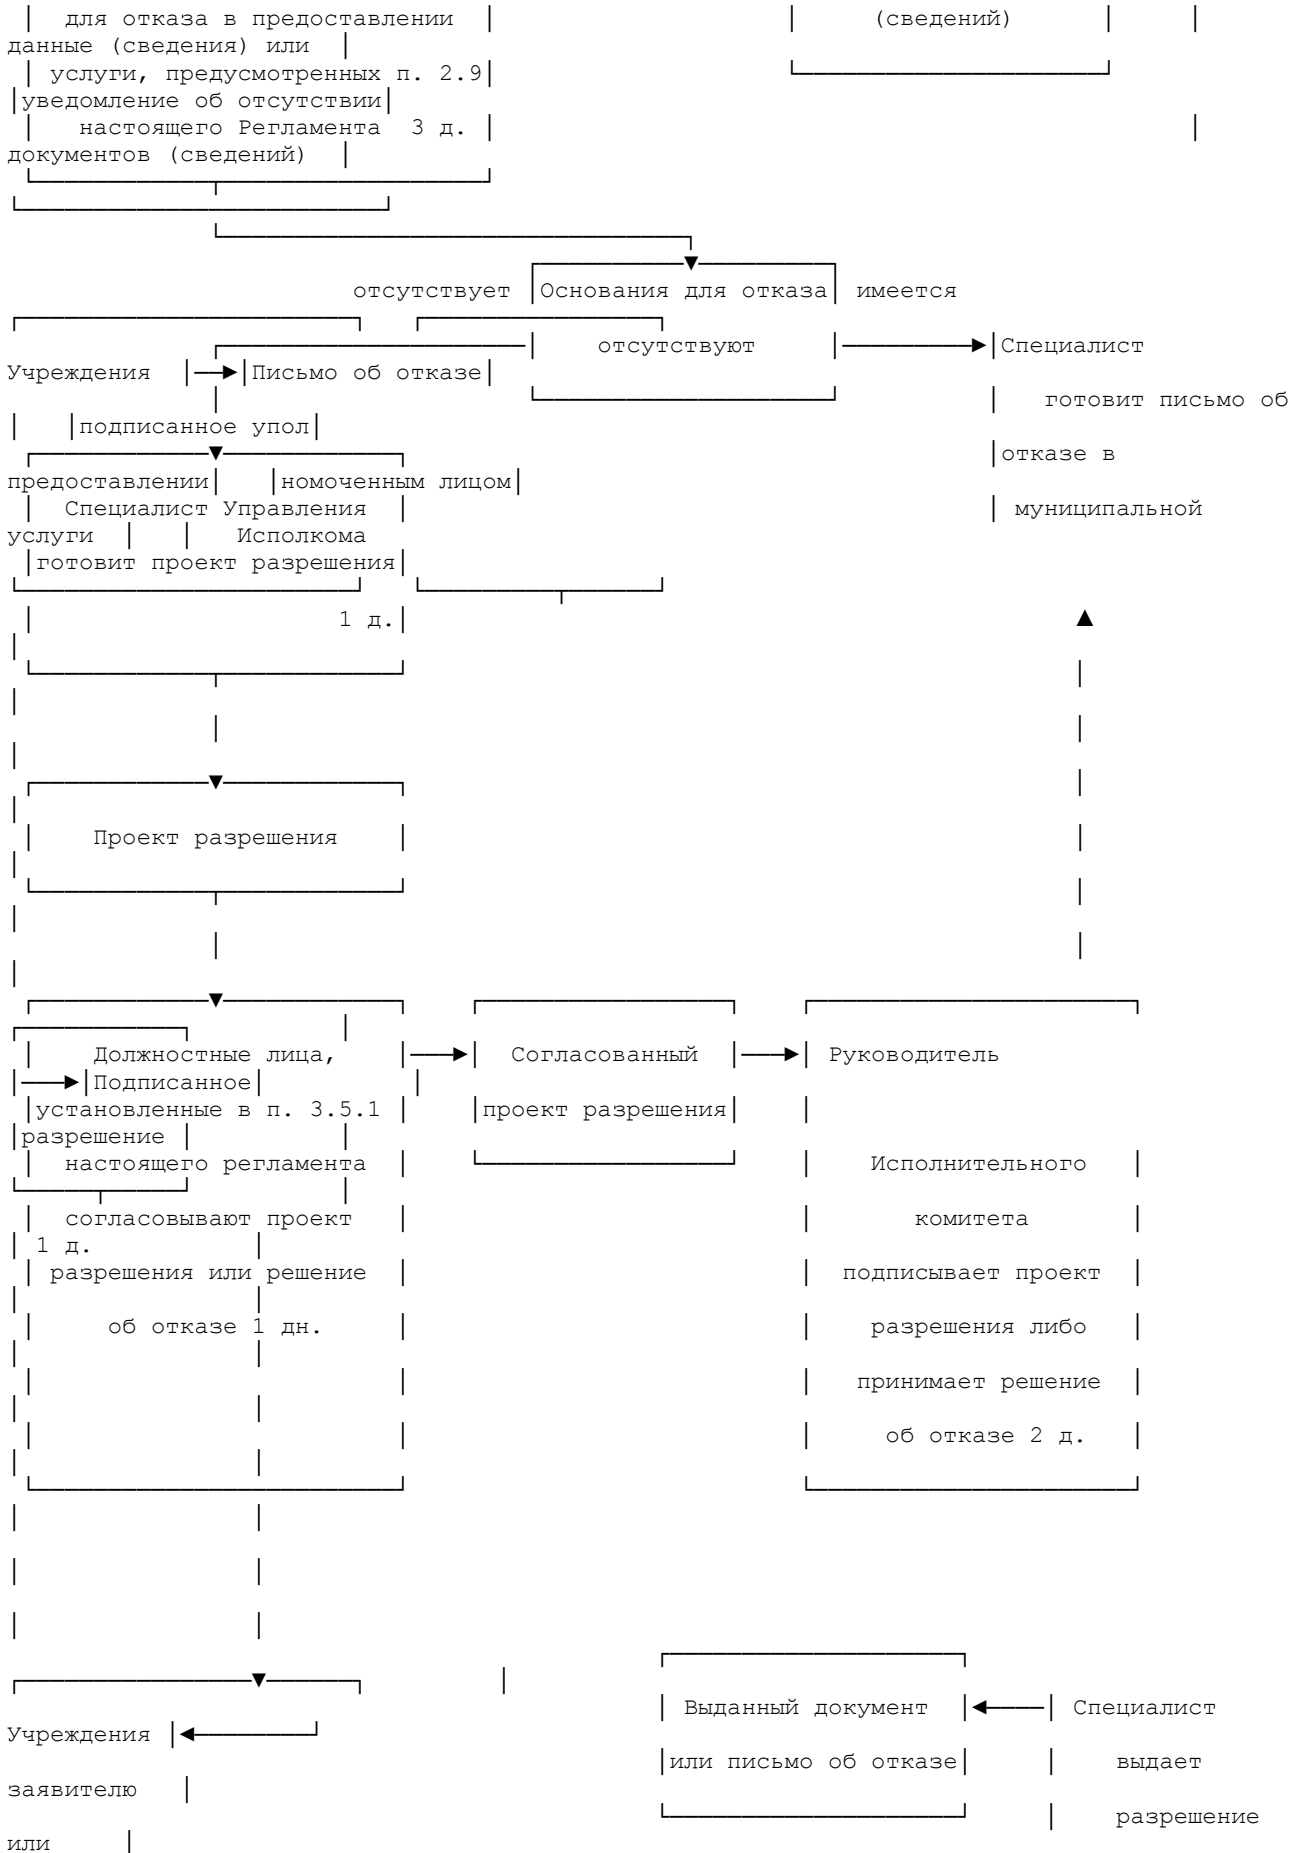 для отказа в предоставлении (сведений)
данные (сведения) или
услуги, предусмотренных п. 2.9
уведомление об отсутствии
настоящего Регламента 3 д.
документов (сведений)
отсутствует Основания для отказа имеется
отсутствуют Специалист
Учреждения Письмо об отказе
готовит письмо об
подписанное упол
отказе в
предоставлении номоченным лицом
Специалист Управления муниципальной
услуги Исполкома
готовит проект разрешения
1 д.
Проект разрешения
Должностные лица, Согласованный Руководитель
Подписанное
установленные в п. 3.5.1 проект разрешения
разрешение
настоящего регламента Исполнительного
согласовывают проект комитета
1 д.
разрешения или решение подписывает проект
об отказе 1 дн. разрешения либо
принимает решение
об отказе 2 д.
Выданный документ Специалист
Учреждения
или письмо об отказе выдает
заявителю
разрешение
или